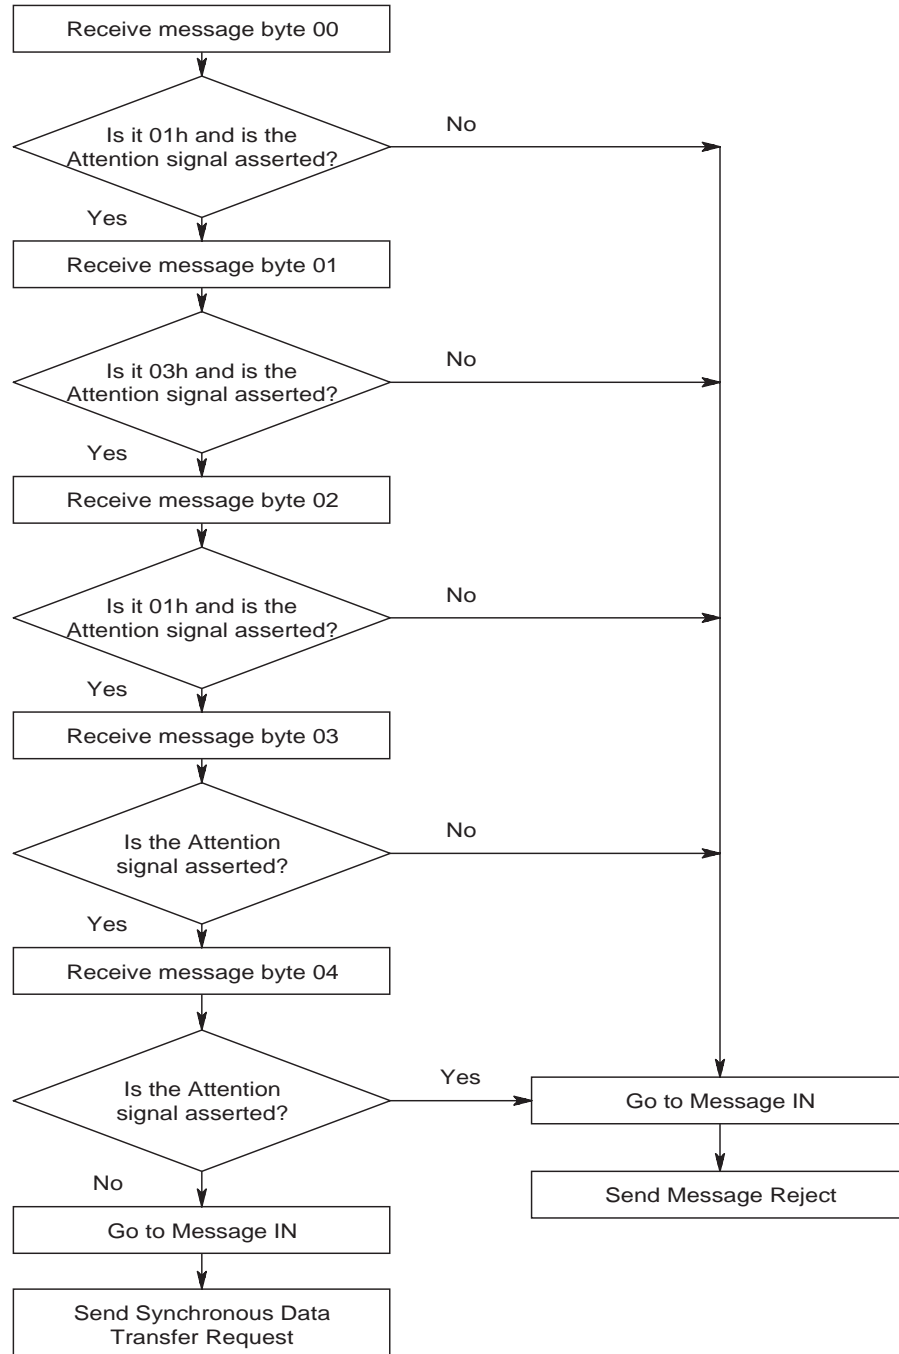 Receive message byte 00
Is it 01h and is the
Attention signal asserted?
No
Yes
Receive message byte 01
Is it 03h and is the
Attention signal asserted?
No
Yes
Receive message byte 02
Is it 01h and is the
Attention signal asserted?
No
Yes
Receive message byte 03
Is the Attention
signal asserted?
No
Yes
Receive message byte 04
Is the Attention
signal asserted?
Yes
Go to Message IN
Send Message Reject
No
Go to Message IN
Send Synchronous Data
Transfer Request